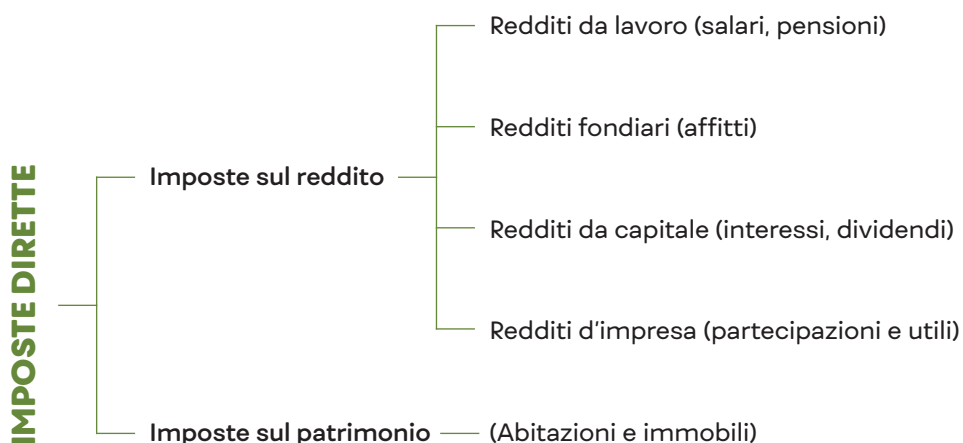 IMPOSTE DIRETTE
Imposte sul reddito
Redditi da lavoro (salari, pensioni)
Redditi fondiari (affitti)
Redditi da capitale (interessi, dividendi)
Redditi d’impresa (partecipazioni e utili)
Imposte sul patrimonio
(Abitazioni e immobili)